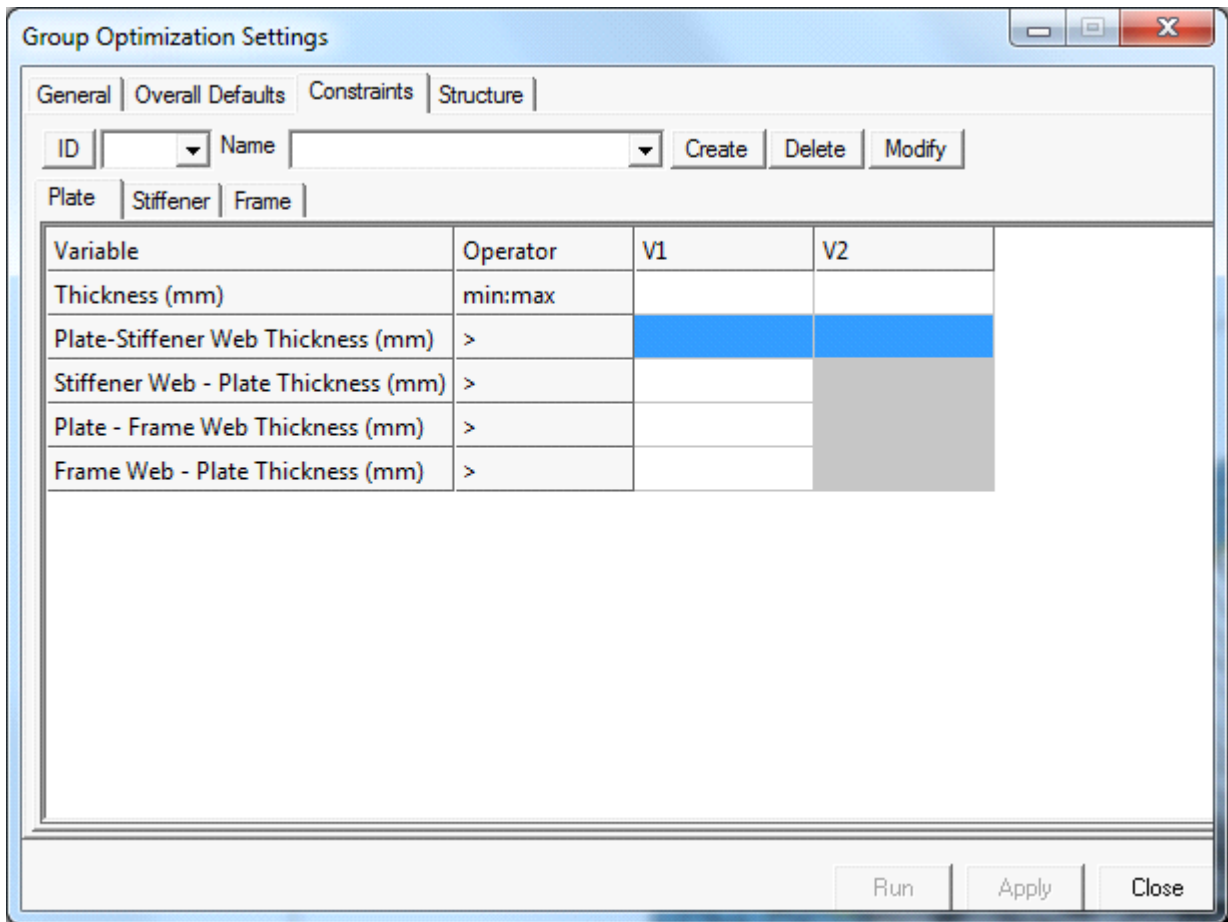 Group Optimization Settings
General Overall Defaults Constraints Structure
ID Name Create Delete Modify
Plate Stiffener Frame
Variable Operator V1 V2
Thickness (mm) min:max
Plate-Stiffener Web Thickness (mm) >
Stiffener Web - Plate Thickness (mm) >
Plate - Frame Web Thickness (mm) >
Frame Web - Plate Thickness (mm) >
Run Apply Close